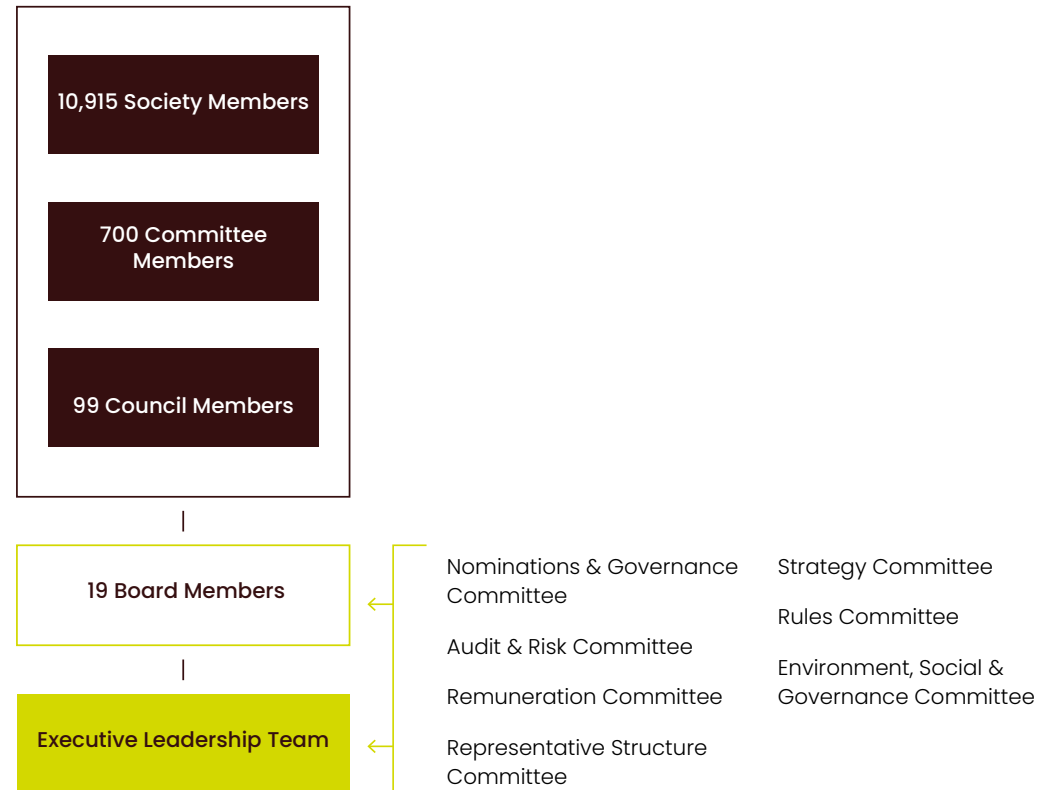 10,915 Society Members
700 Committee
Members
99 Council Members
19 Board Members
Executive Leadership Team
Nominations & Governance
Committee
Audit & Risk Committee
Remuneration Committee
Representative Structure
Committee
Strategy Committee
Rules Committee
Environment, Social &
Governance Committee